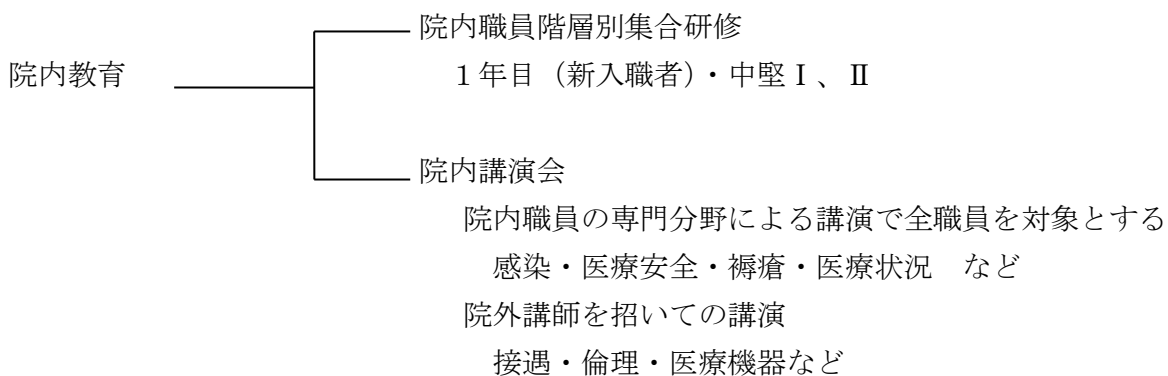 院内職員階層別集合研修
院内教育
１年目（新入職者）・中堅Ⅰ、Ⅱ
院内講演会
院内職員の専門分野による講演で全職員を対象とする
感染・医療安全・褥瘡・医療状況　など
院外講師を招いての講演
接遇・倫理・医療機器など